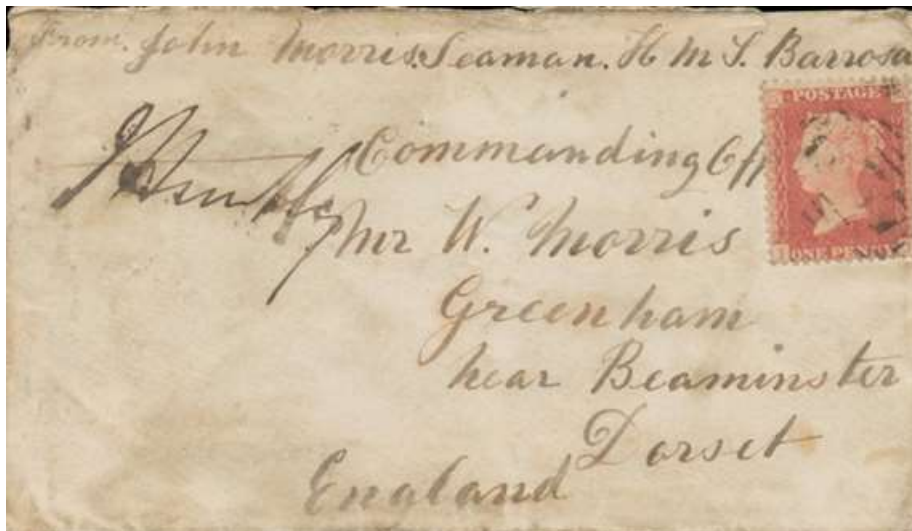 From. John Morris. Seaman. H M S. Barrosa
POSTAGE
Commanding Off
Mr W. Morris
ONE PENNY
Greenham
near Beaminster
Dorset
England